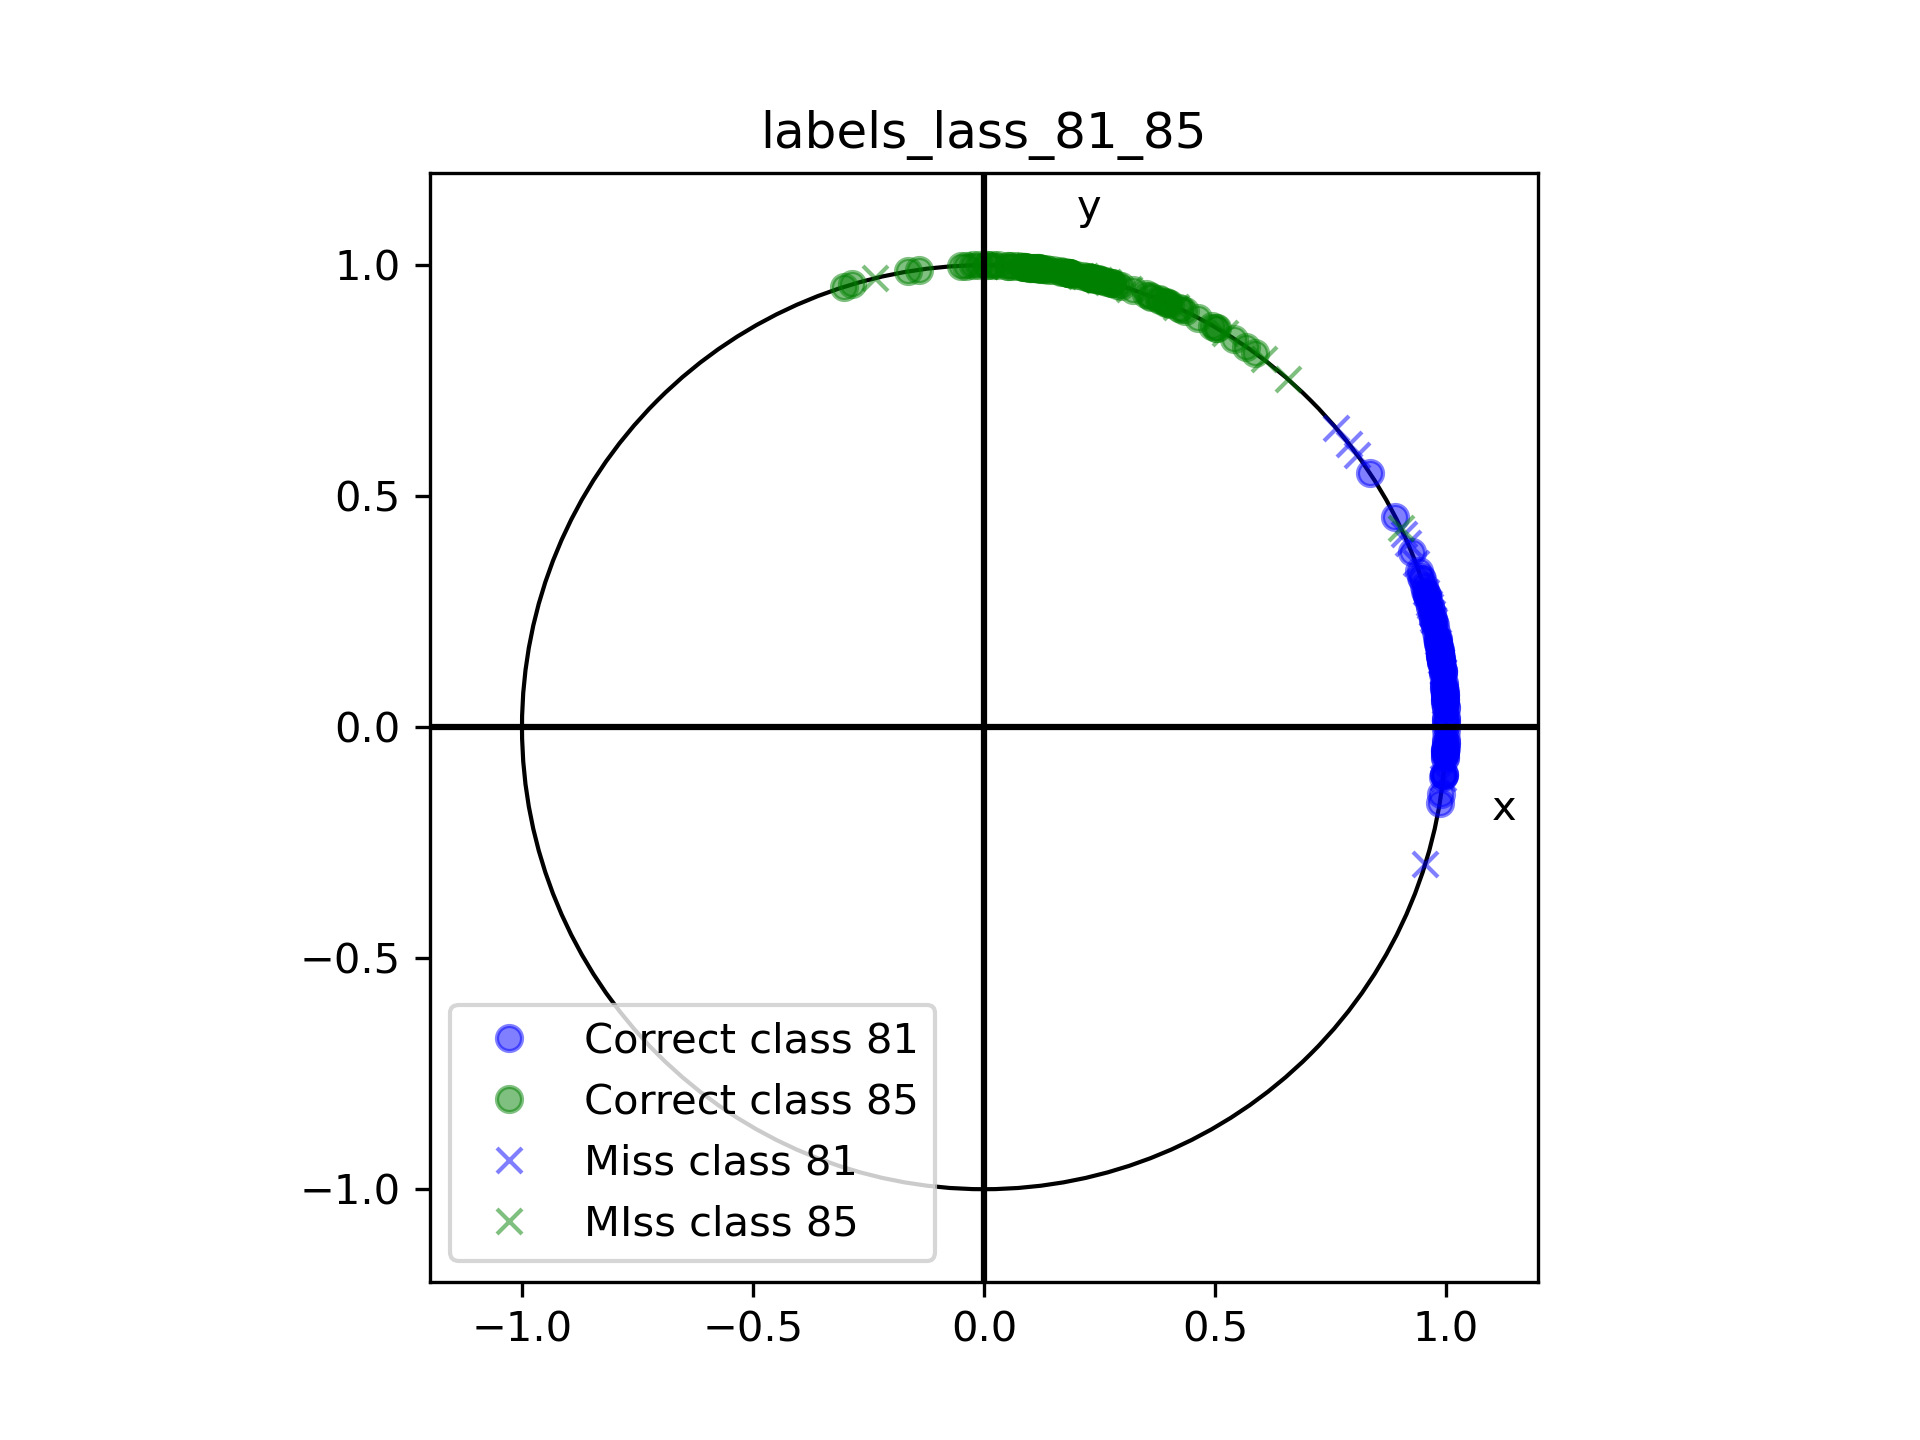 labels_lass_81_85
y
1.0
0.5
0.0
−0.5
−1.0
x
Correct class 81
Correct class 85
Miss class 81
MIss class 85
−1.0 −0.5 0.0 0.5 1.0